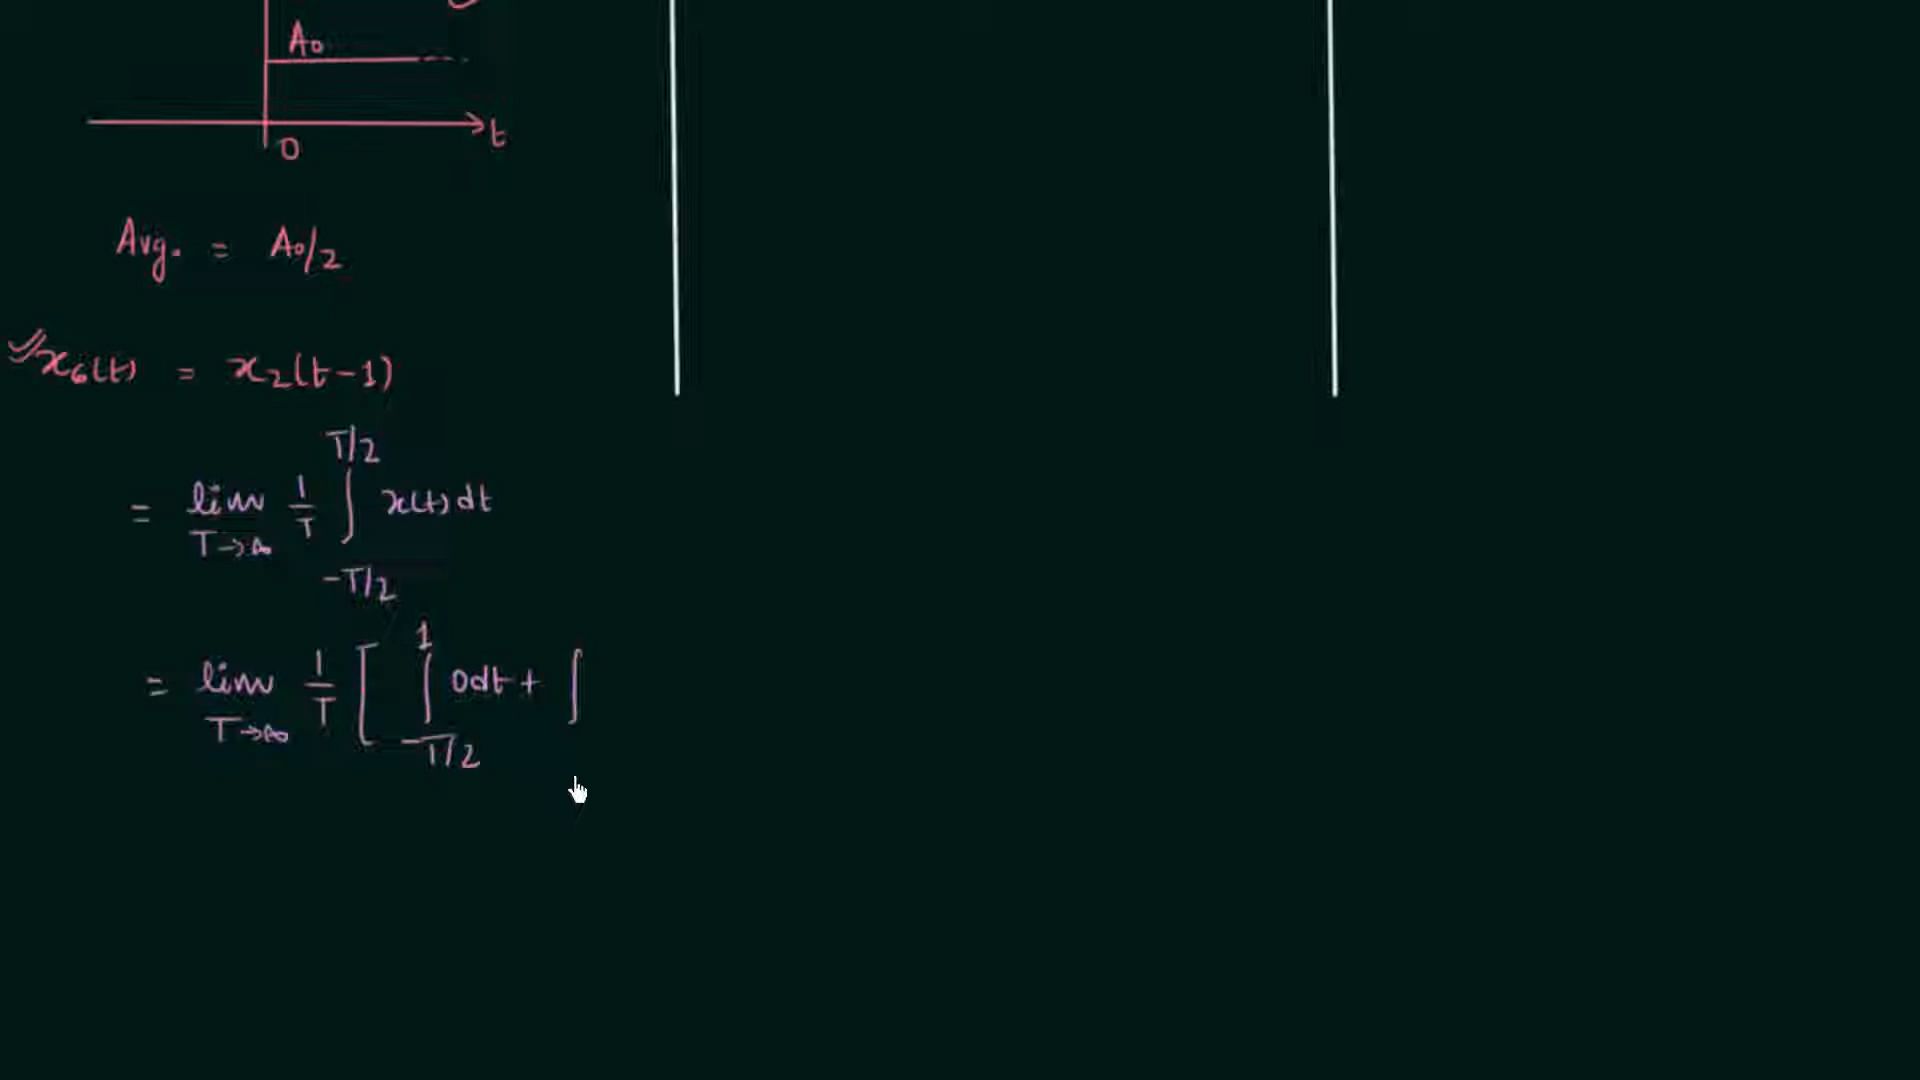 A₀
t
0
Avg. = A₀/2
x₆(t) = x₂(t-1)
= lim T→∞ 1/T ∫ -T/2 T/2 x(t) dt
= lim T→∞ 1/T [ ∫ -T/2 1 0dt + ∫